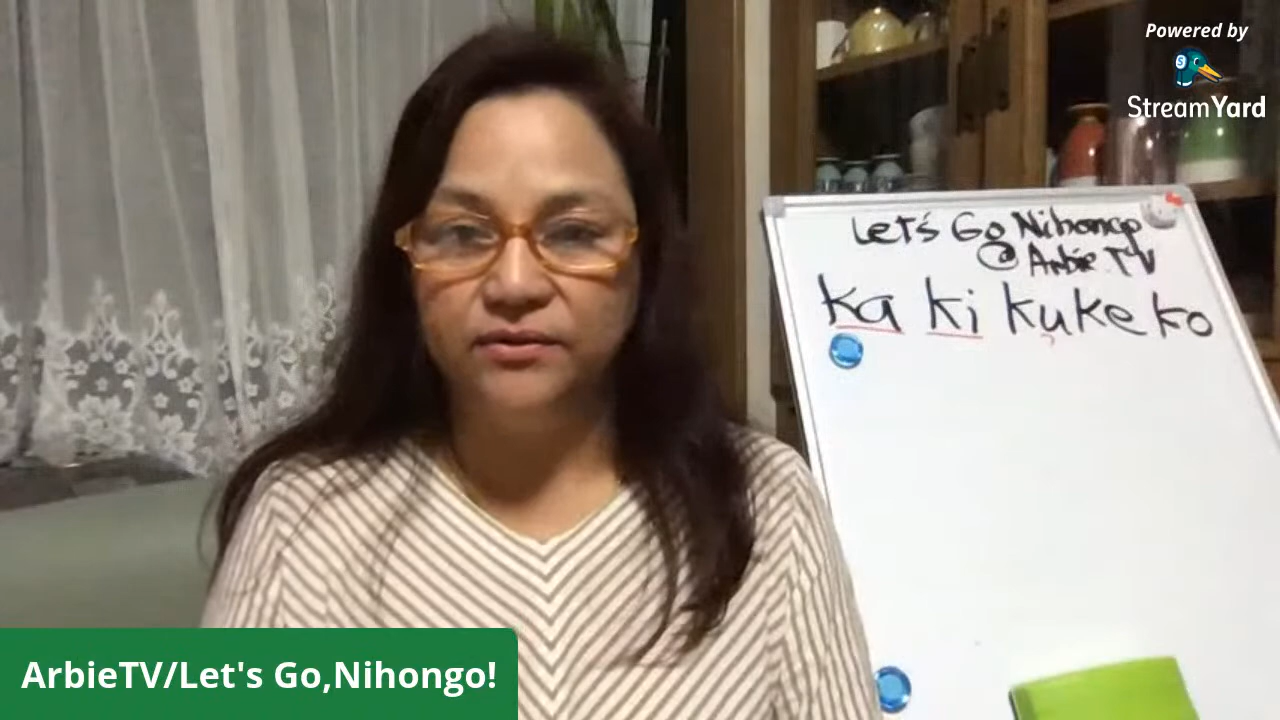 Powered by
StreamYard
Let's Go Nihongo
@ Arbie TV
ka ki ku ke ko
ArbieTV/Let's Go,Nihongo!